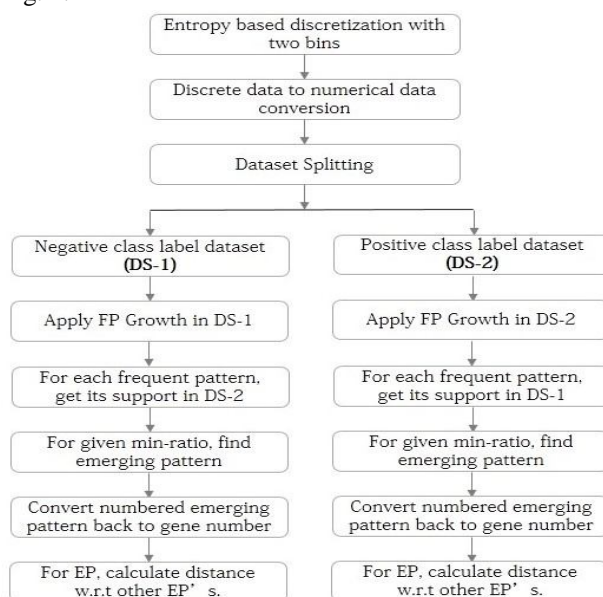 Entropy based discretization with
two bins
Discrete data to numerical data
conversion
Dataset Splitting
Negative class label dataset
(DS-1)
Apply FP Growth in DS-1
For each frequent pattern,
get its support in DS-2
For given min-ratio, find
emerging pattern
Convert numbered emerging
pattern back to gene number
For EP, calculate distance
w.r.t other EP's.
Positive class label dataset
(DS-2)
Apply FP Growth in DS-2
For each frequent pattern,
get its support in DS-1
For given min-ratio, find
emerging pattern
Convert numbered emerging
pattern back to gene number
For EP, calculate distance
w.r.t other EP's.